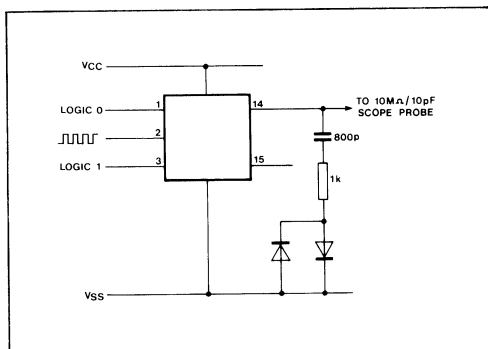 VCC
LOGIC 0 1 14 TO 10MΩ/10pF
SCOPE PROBE
2 800p
LOGIC 1 3 15
1k
VSS